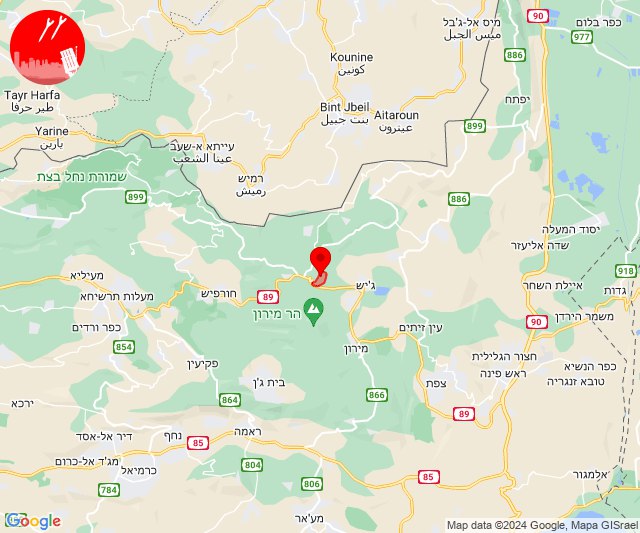 מיס אל-ג'בל
ميس الجبل
90
כפר בלום
977
886
Kounine
كونين
Tayr Harfa
طير حرفا
יפתח
Bint Jbeil
بنت جبيل
Aitaroun
عيترون
899
Yarine
يارين
עייתא א-שעב
عيتا الشعب
רמיש
رميش
שמורת נחל בצת
899
886
יסוד המעלה
שדה אליעזר
918
מעיליא
מעלות תרשיחא
חורפיש
89
ג'יש
איילת השחר
גדות
הר מירון
כפר ורדים
עין זיתים
90
משמר הירדן
854
מירון
חצור הגלילית
ראש פינה
כפר הנשיא
טובא זנגריה
פקיעין
בית ג'ן
צפת
864
866
ירכא
89
ראמה
דיר אל-אסד
נחף
85
מג'ד אל-כרום
כרמיאל
804
85
806
אלמגור
784
מע'אר
Google
Map data ©2024 Google, Mapa GISrael